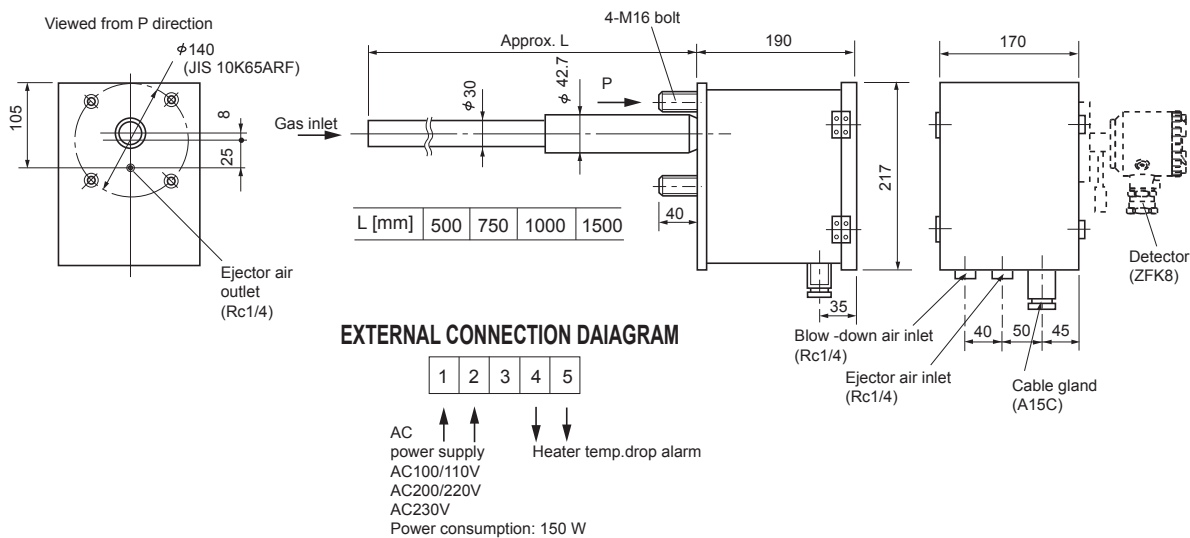 Viewed from P direction
ϕ140
(JIS 10K65ARF)
105
8
25
Ejector air
outlet
(Rc1/4)
Gas inlet
Approx. L
ϕ30
ϕ 42.7
P
4-M16 bolt
190
40
217
35
L [mm] 500 750 1000 1500
170
Detector
(ZFK8)
40 50 45
Blow -down air inlet
(Rc1/4)
Ejector air inlet
(Rc1/4)
Cable gland
(A15C)
EXTERNAL CONNECTION DAIAGRAM
1 2 3 4 5
AC
power supply
AC100/110V
AC200/220V
AC230V
Power consumption: 150 W
Heater temp.drop alarm